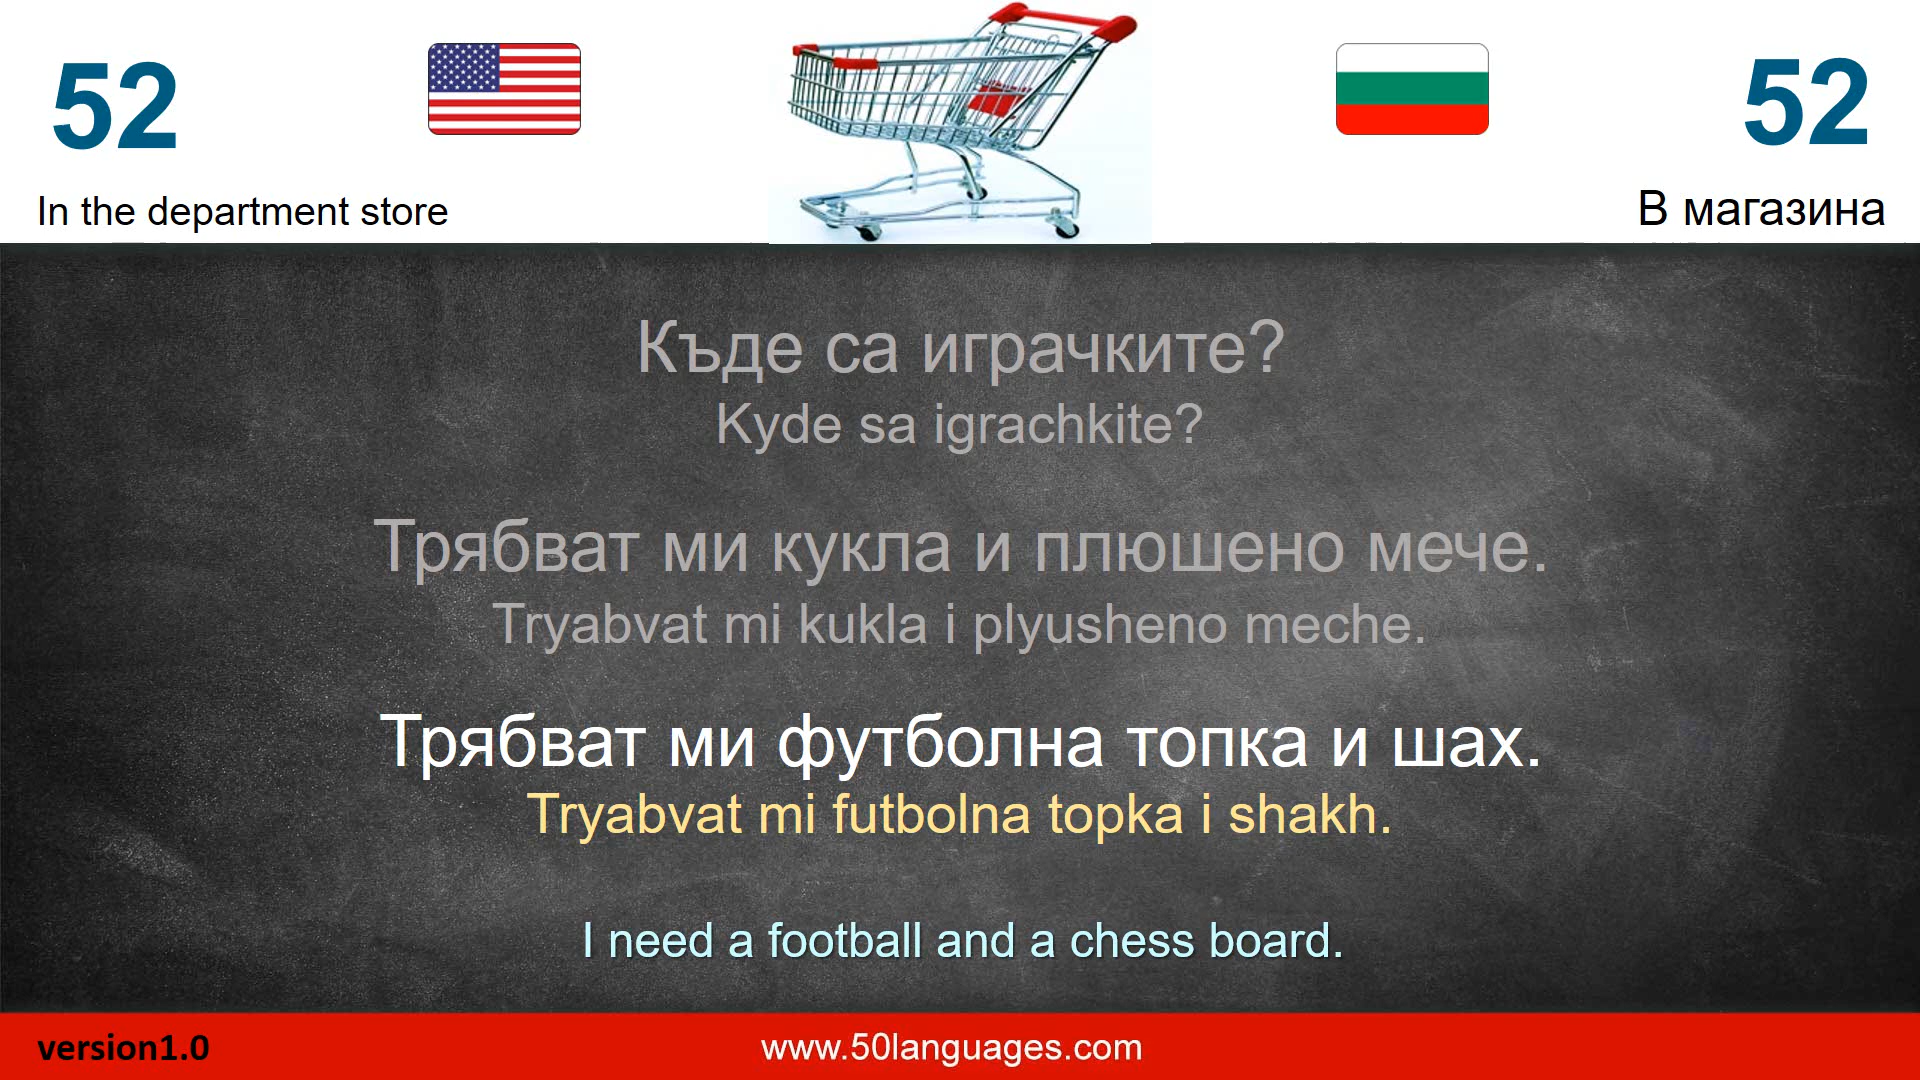 52
52
In the department store
В магазина
Къде са играчките?
Kyde sa igrachkite?
Трябват ми кукла и плюшено мече.
Tryabvat mi kukla i plyusheno meche.
Трябват ми футболна топка и шах.
Tryabvat mi futbolna topka i shakh.
I need a football and a chess board.
version1.0
www.50languages.com